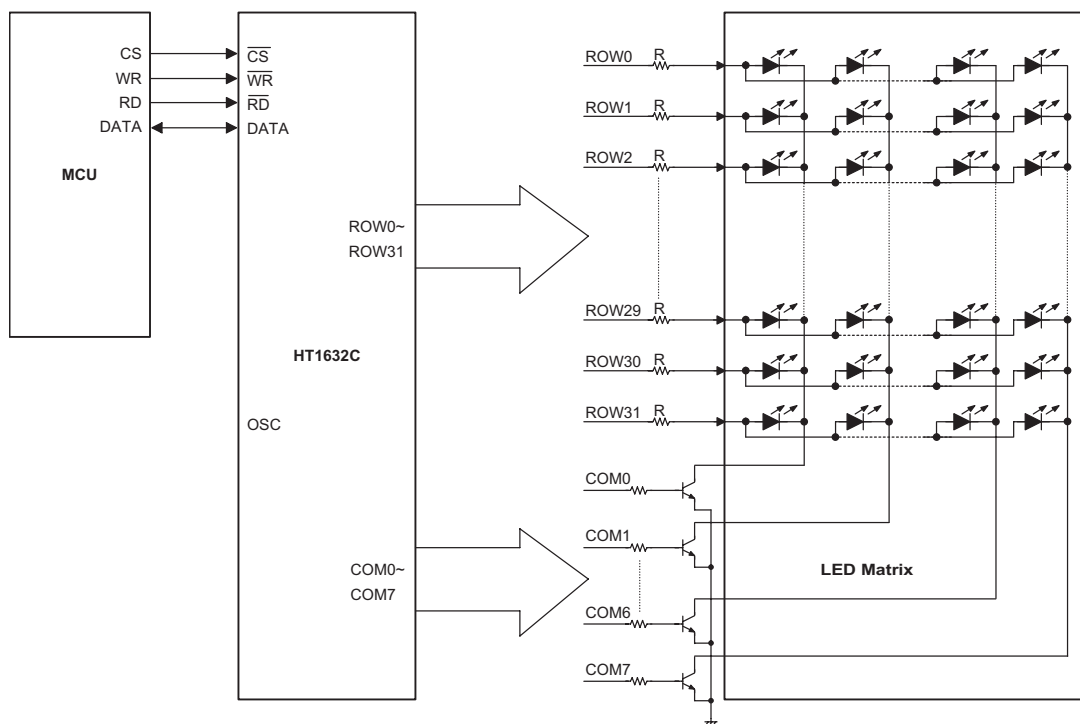 CS
WR
RD
DATA
MCU
CS
WR
RD
DATA
ROW0~
ROW31
HT1632C
OSC
COM0~
COM7
ROW0 R
ROW1 R
ROW2 R
ROW29 R
ROW30 R
ROW31 R
COM0
COM1
COM6
COM7
LED Matrix